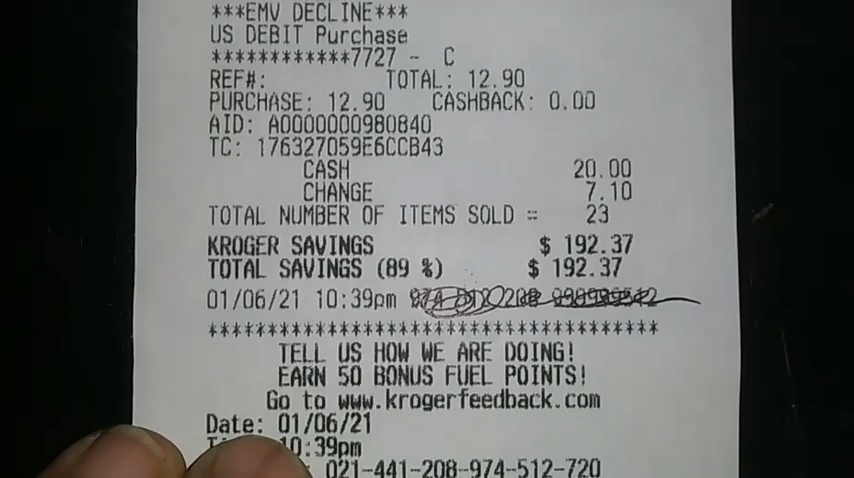 ***EMV DECLINE***
US DEBIT Purchase
************7727 - C
REF#: TOTAL: 12.90
PURCHASE: 12.90 CASHBACK: 0.00
AID: A0000000980840
TC: 176327059E6CCB43
CASH 20.00
CHANGE 7.10
TOTAL NUMBER OF ITEMS SOLD = 23
KROGER SAVINGS $ 192.37
TOTAL SAVINGS (89 %) $ 192.37
01/06/21 10:39pm
************************************
TELL US HOW WE ARE DOING!
EARN 50 BONUS FUEL POINTS!
Go to www.krogerfeedback.com
Date: 01/06/21
10:39pm
021-441-208-974-512-720